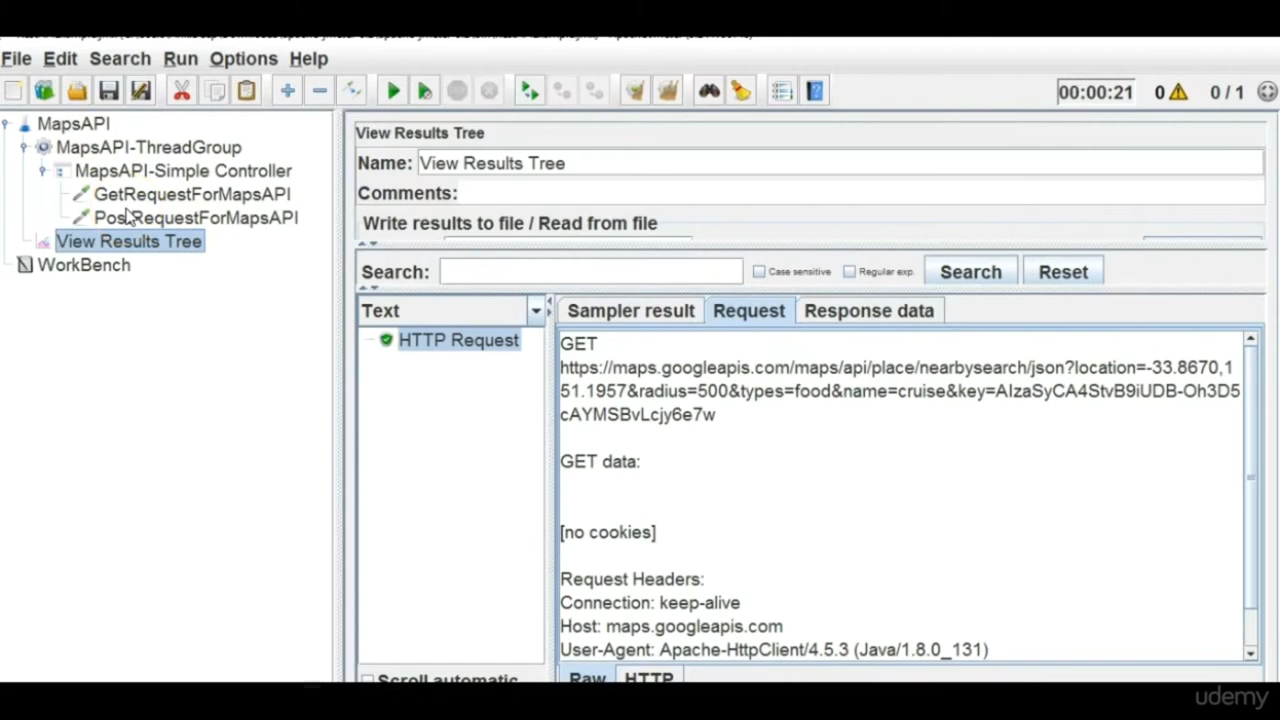 File Edit Search Run Options Help
00:00:21 0 0 / 1
MapsAPI
MapsAPI-ThreadGroup
MapsAPI-Simple Controller
GetRequestForMapsAPI
PostRequestForMapsAPI
View Results Tree
WorkBench
View Results Tree
Name: View Results Tree
Comments:
Write results to file / Read from file
Search: Case sensitive Regular exp. Search Reset
Text
HTTP Request
Sampler result Request Response data
GET
https://maps.googleapis.com/maps/api/place/nearbysearch/json?location=-33.8670,1
51.1957&radius=500&types=food&name=cruise&key=AIzaSyCA4StvB9iUDB-Oh3D5
cAYMSBvLcjy6e7w
GET data:
[no cookies]
Request Headers:
Connection: keep-alive
Host: maps.googleapis.com
User-Agent: Apache-HttpClient/4.5.3 (Java/1.8.0_131)
Scroll automatic
Raw HTTP
udemy